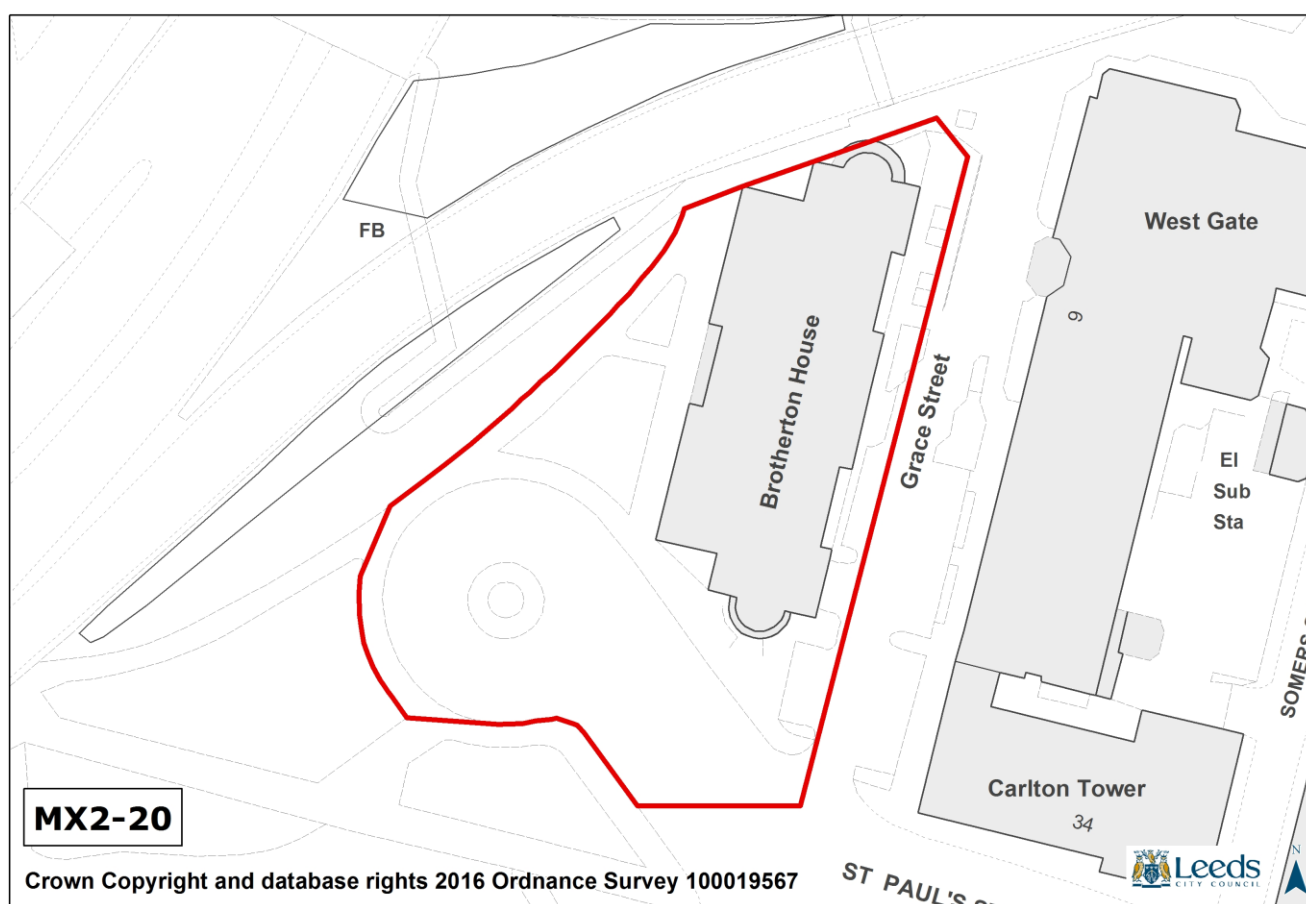 FB
West Gate
9
Brotherton House
Grace Street
El
Sub
Sta
Carlton Tower
34
MX2-20
Crown Copyright and database rights 2016 Ordnance Survey 100019567
ST PAUL'S
Leeds
CITY COUNCIL
N